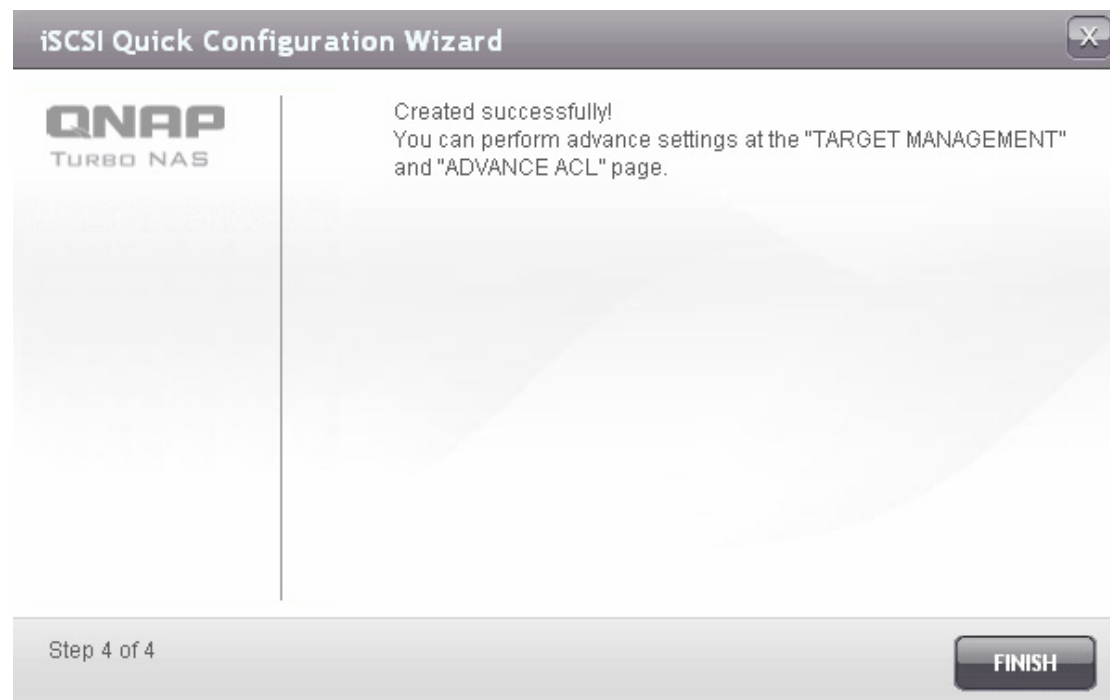 iSCSI Quick Configuration Wizard
X
QNAP
TURBO NAS
Created successfully!
You can perform advance settings at the "TARGET MANAGEMENT"
and "ADVANCE ACL" page.
Step 4 of 4
FINISH